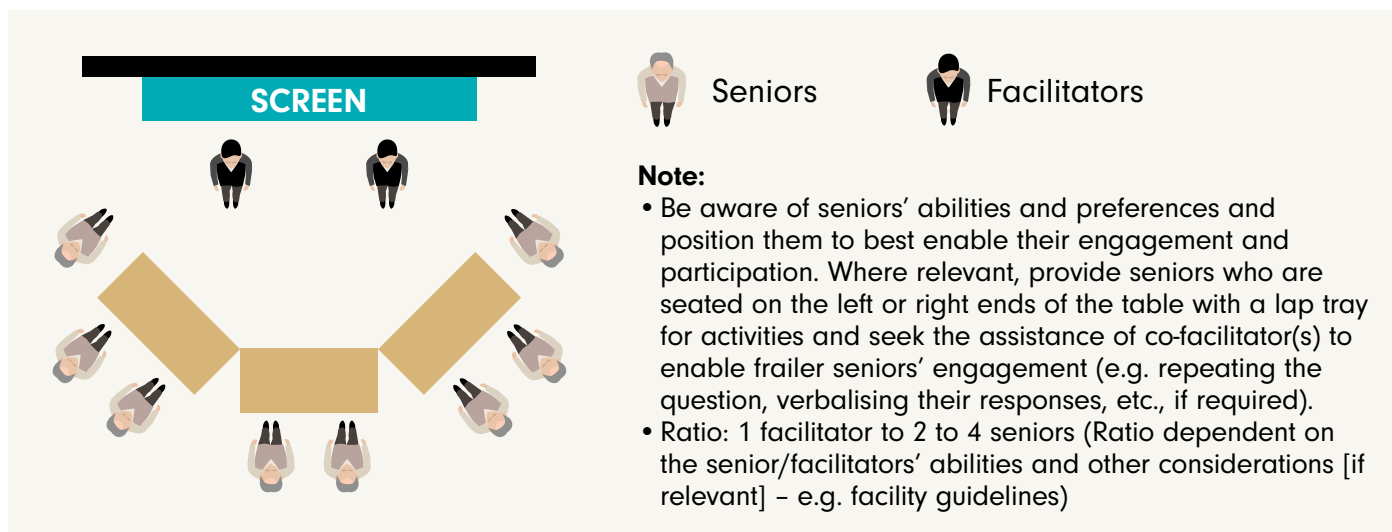 SCREEN
Seniors
Facilitators
Note:
• Be aware of seniors’ abilities and preferences and
position them to best enable their engagement and
participation. Where relevant, provide seniors who are
seated on the left or right ends of the table with a lap tray
for activities and seek the assistance of co-facilitator(s) to
enable frailer seniors’ engagement (e.g. repeating the
question, verbalising their responses, etc., if required).
• Ratio: 1 facilitator to 2 to 4 seniors (Ratio dependent on
the senior/facilitators’ abilities and other considerations [if
relevant] – e.g. facility guidelines)